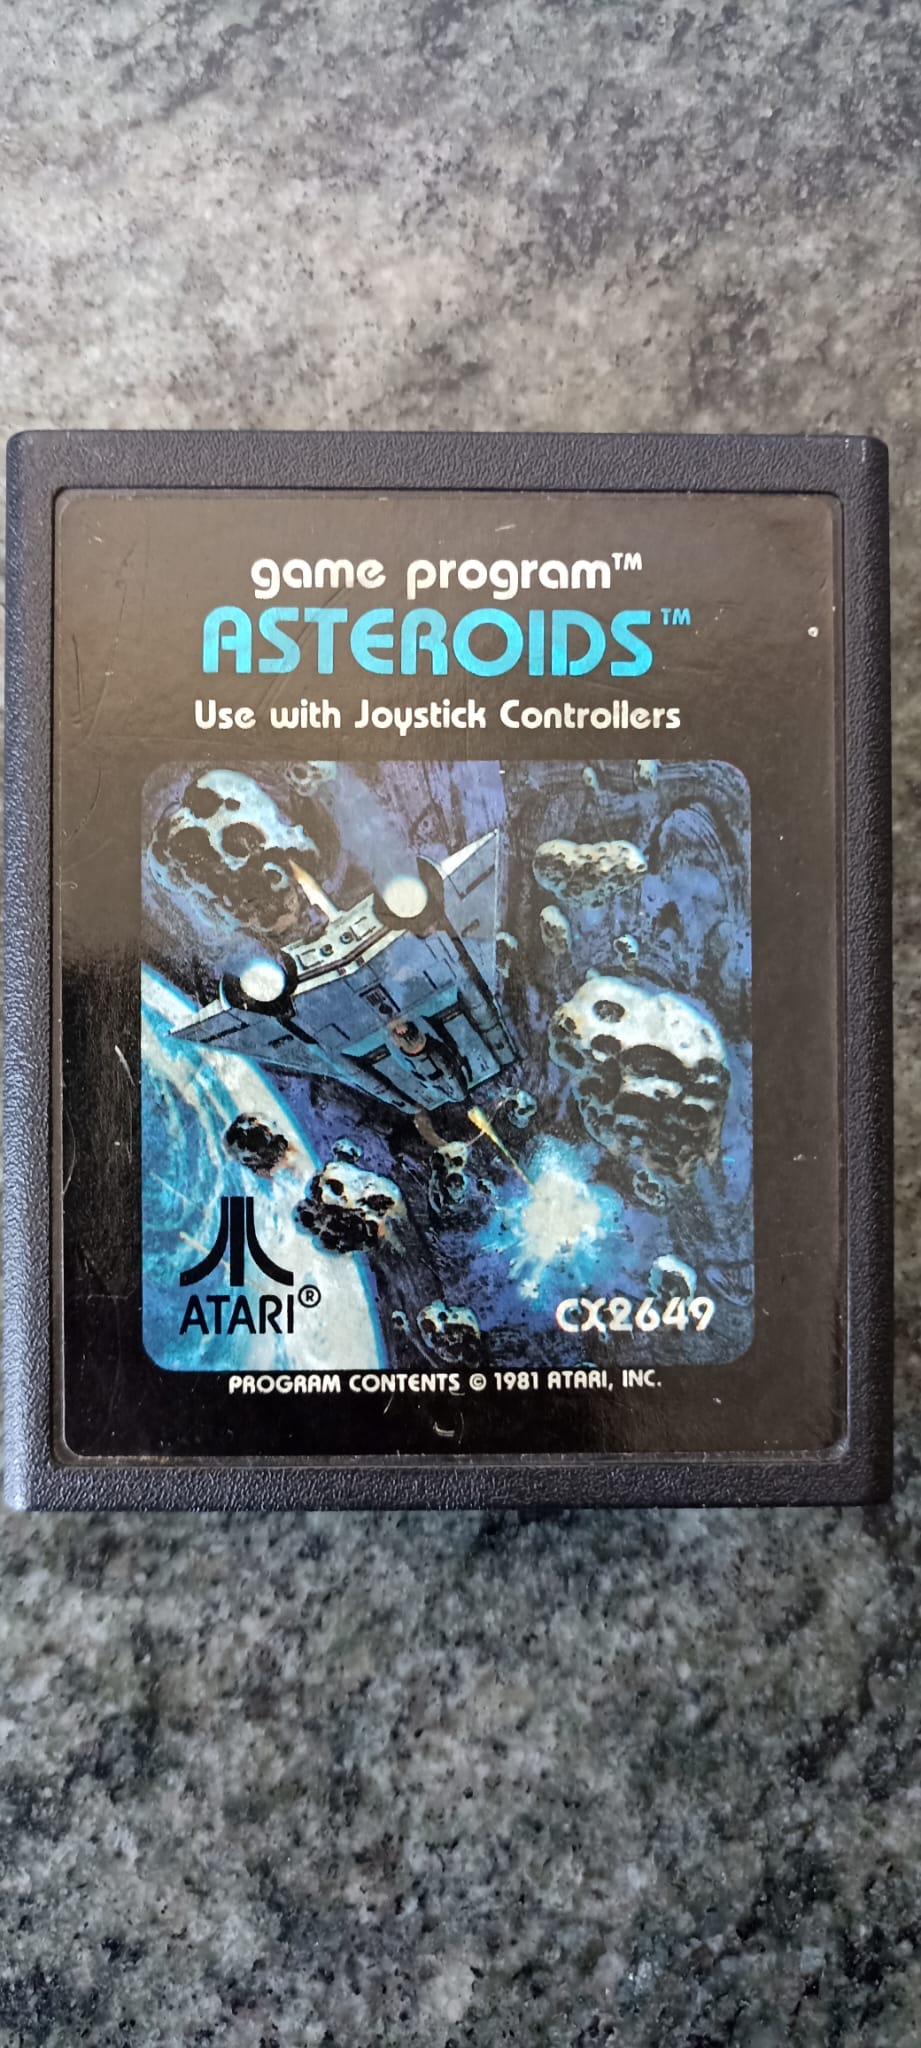 game program™
ASTEROIDS™
Use with Joystick Controllers
ATARI®
CX2649
PROGRAM CONTENTS © 1981 ATARI, INC.